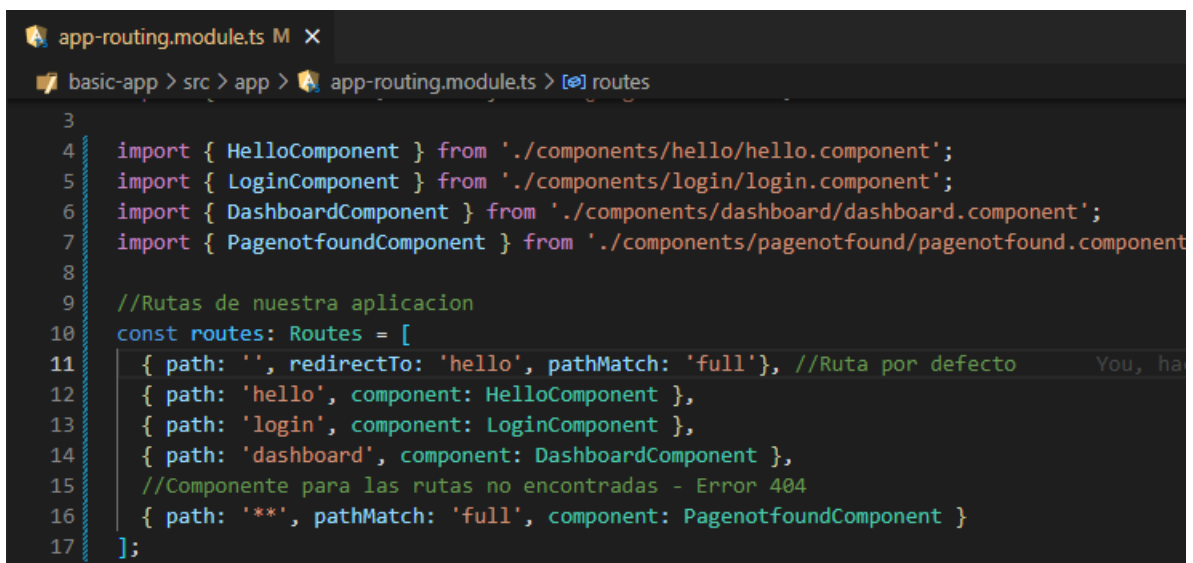 app-routing.module.ts M ×
basic-app > src > app > app-routing.module.ts > routes
3
4 import { HelloComponent } from './components/hello/hello.component';
5 import { LoginComponent } from './components/login/login.component';
6 import { DashboardComponent } from './components/dashboard/dashboard.component';
7 import { PagenotfoundComponent } from './components/pagenotfound/pagenotfound.component
8
9 //Rutas de nuestra aplicacion
10 const routes: Routes = [
11 { path: '', redirectTo: 'hello', pathMatch: 'full'}, //Ruta por defecto You, ha
12 { path: 'hello', component: HelloComponent },
13 { path: 'login', component: LoginComponent },
14 { path: 'dashboard', component: DashboardComponent },
15 //Componente para las rutas no encontradas - Error 404
16 { path: '**', pathMatch: 'full', component: PagenotfoundComponent }
17 ];